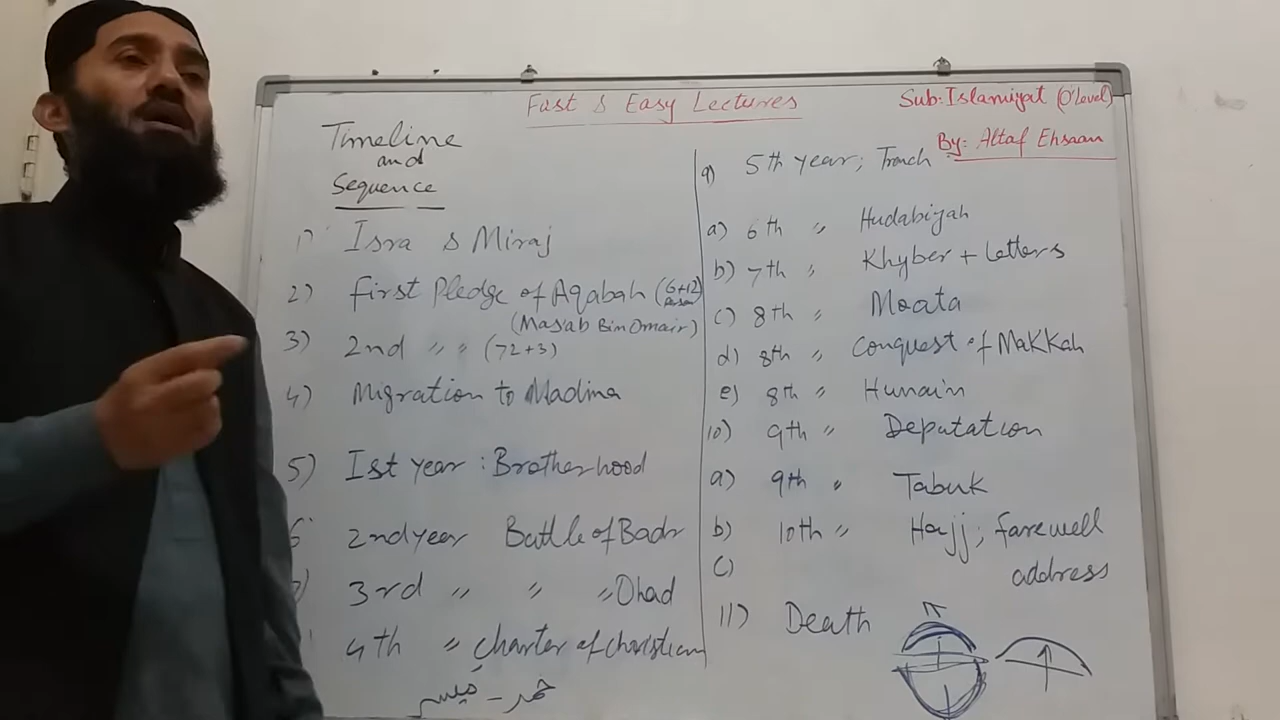 Fast & Easy Lectures
Sub: Islamiyat (O'Level)
By: Altaf Ehsaan
Timeline
and
Sequence
1) Isra & Miraj
2) First Pledge of Aqabah (6+12)
(Masab Bin Omair)
3) 2nd " " (72+3)
4) Migration to Madina
5) Ist year : Brotherhood
6 2nd year Battle of Badr
) 3rd " " " Ohad
4th " Charter of Christian
خمر - میسر
9) 5th year; Trench
a) 6th " Hudabiyah
b) 7th " Khyber + Letters
c) 8th " Moata
d) 8th " Conquest of Makkah
e) 8th " Hunain
10) 9th " Deputation
a) 9th " Tabuk
b) 10th " Hajj; farewell
c) address
11) Death